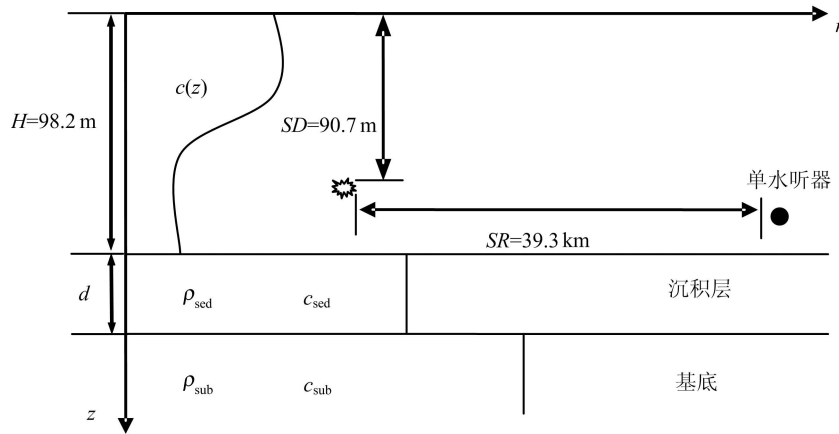 r
c(z)
H=98.2 m
SD=90.7 m
单水听器
SR=39.3 km
d
ρsed
csed
沉积层
ρsub
csub
基底
z